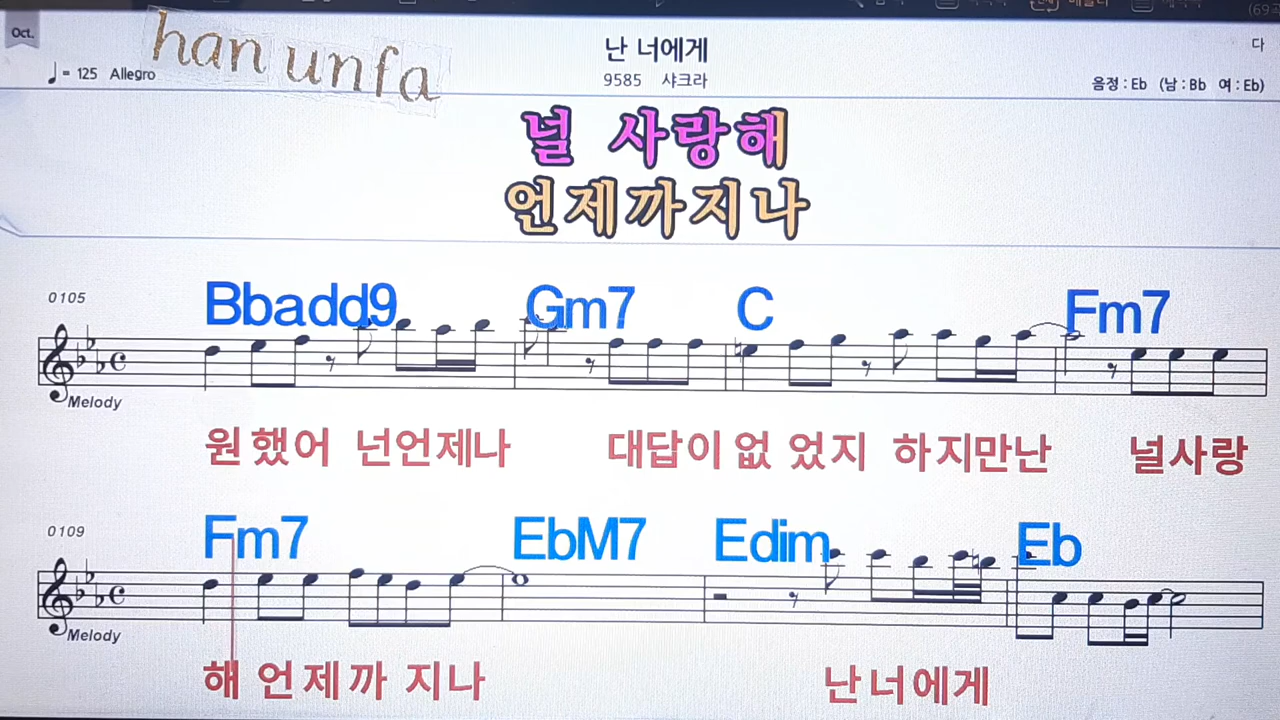 Oct.
han unfa
난 너에게
다
♩= 125 Allegro
9585 샤크라
음정 : Eb (남 : Bb 여 : Eb)
널 사랑해
언제까지나
0105
Bbadd9 Gm7 C Fm7
Melody
원했어 넌언제나 대답이없 었지 하지만난 널사랑
0109
Fm7 EbM7 Edim Eb
Melody
해 언제까 지나 난너에게